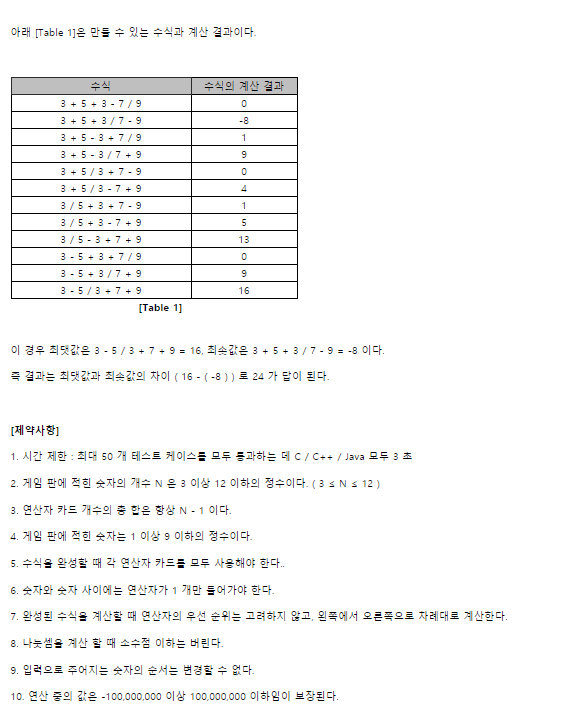 아래 [Table 1]은 만들 수 있는 수식과 계산 결과이다.
수식 수식의 계산 결과
3 + 5 + 3 - 7 / 9 0
3 + 5 + 3 / 7 - 9 -8
3 + 5 - 3 + 7 / 9 1
3 + 5 - 3 / 7 + 9 9
3 + 5 / 3 + 7 - 9 0
3 + 5 / 3 - 7 + 9 4
3 / 5 + 3 + 7 - 9 1
3 / 5 + 3 - 7 + 9 5
3 / 5 - 3 + 7 + 9 13
3 - 5 + 3 + 7 / 9 0
3 - 5 + 3 / 7 + 9 9
3 - 5 / 3 + 7 + 9 16
[Table 1]
이 경우 최댓값은 3 - 5 / 3 + 7 + 9 = 16, 최솟값은 3 + 5 + 3 / 7 - 9 = -8 이다.
즉 결과는 최댓값과 최솟값의 차이 ( 16 - ( -8 ) ) 로 24 가 답이 된다.
[제약사항]
1. 시간 제한 : 최대 50 개 테스트 케이스를 모두 통과하는 데 C / C++ / Java 모두 3 초
2. 게임 판에 적힌 숫자의 개수 N 은 3 이상 12 이하의 정수이다. ( 3 ≤ N ≤ 12 )
3. 연산자 카드 개수의 총 합은 항상 N - 1 이다.
4. 게임 판에 적힌 숫자는 1 이상 9 이하의 정수이다.
5. 수식을 완성할 때 각 연산자 카드를 모두 사용해야 한다..
6. 숫자와 숫자 사이에는 연산자가 1 개만 들어가야 한다.
7. 완성된 수식을 계산할 때 연산자의 우선 순위는 고려하지 않고, 왼쪽에서 오른쪽으로 차례대로 계산한다.
8. 나눗셈을 계산 할 때 소수점 이하는 버린다.
9. 입력으로 주어지는 숫자의 순서는 변경할 수 없다.
10. 연산 중의 값은 -100,000,000 이상 100,000,000 이하임이 보장된다.